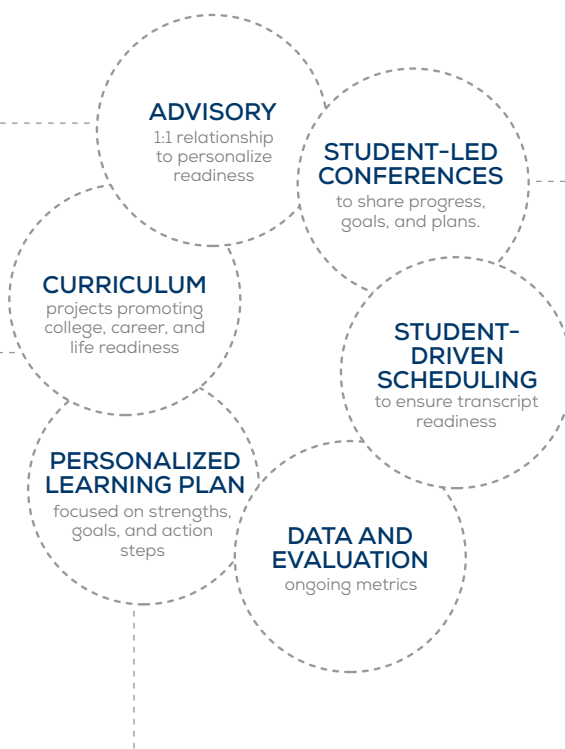 ADVISORY
1:1 relationship
to personalize
readiness
STUDENT-LED
CONFERENCES
to share progress,
goals, and plans.
CURRICULUM
projects promoting
college, career, and
life readiness
STUDENT-
DRIVEN
SCHEDULING
to ensure transcript
readiness
PERSONALIZED
LEARNING PLAN
focused on strengths,
goals, and action
steps
DATA AND
EVALUATION
ongoing metrics